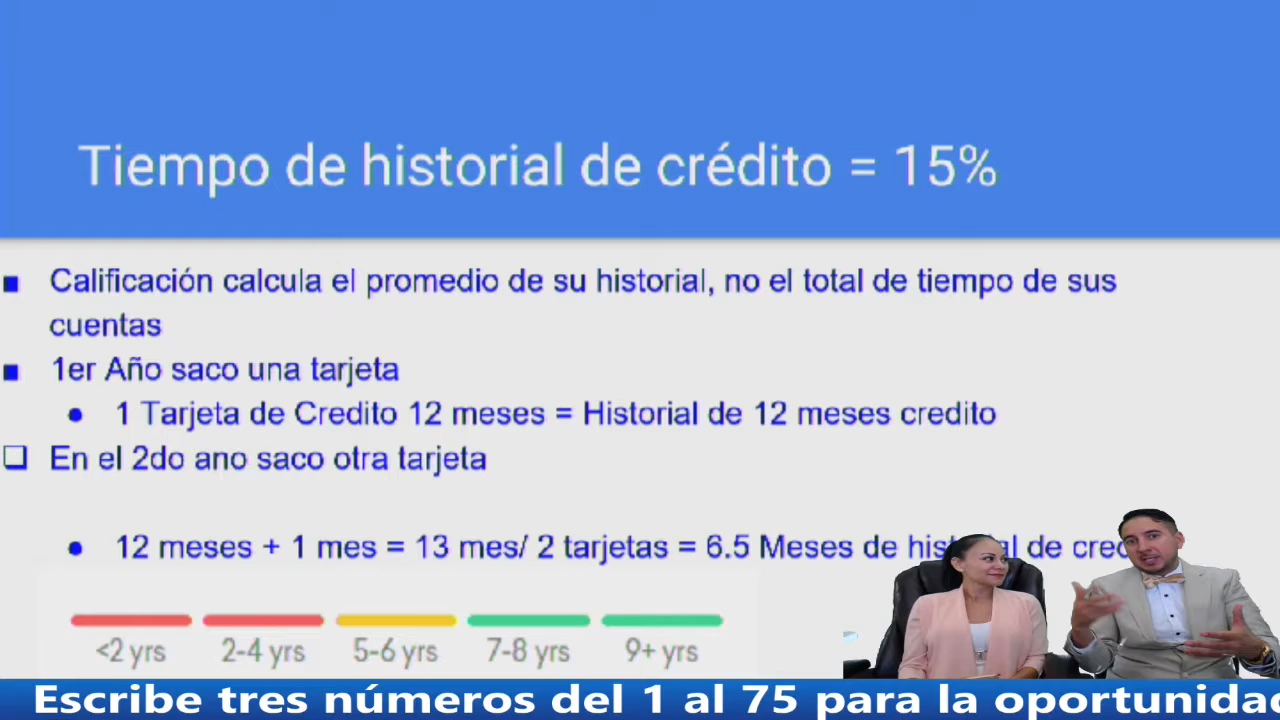 Tiempo de historial de crédito = 15%
Calificación calcula el promedio de su historial, no el total de tiempo de sus
cuentas
1er Año saco una tarjeta
1 Tarjeta de Credito 12 meses = Historial de 12 meses credito
En el 2do ano saco otra tarjeta
12 meses + 1 mes = 13 mes/ 2 tarjetas = 6.5 Meses de de
<2 yrs 2-4 yrs 5-6 yrs 7-8 yrs 9+ yrs
Escribe tres números del 1 al 75 para la